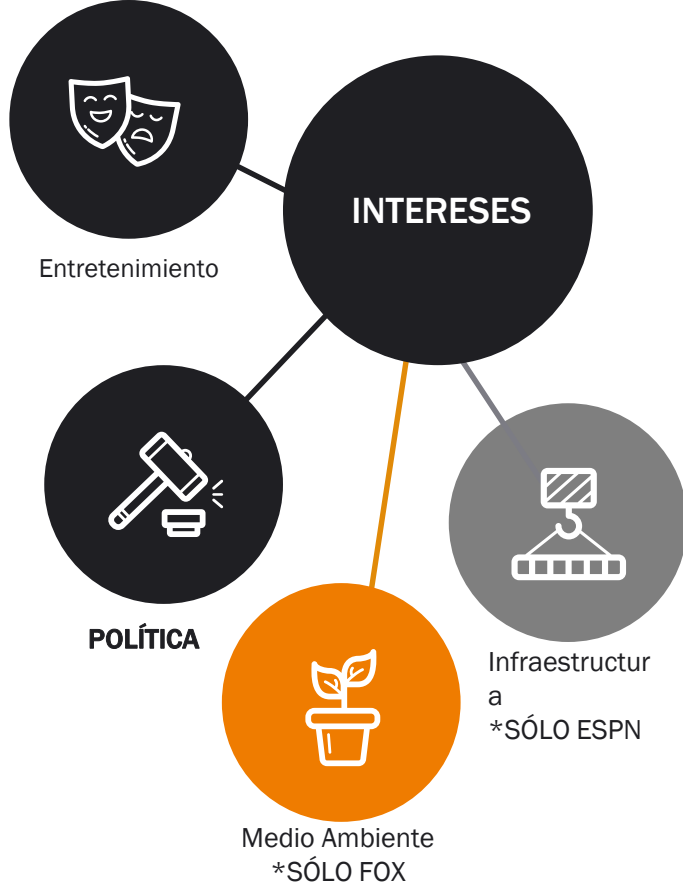 INTERESES
Entretenimiento
POLÍTICA
Infraestructur
a
*SÓLO ESPN
Medio Ambiente
*SÓLO FOX